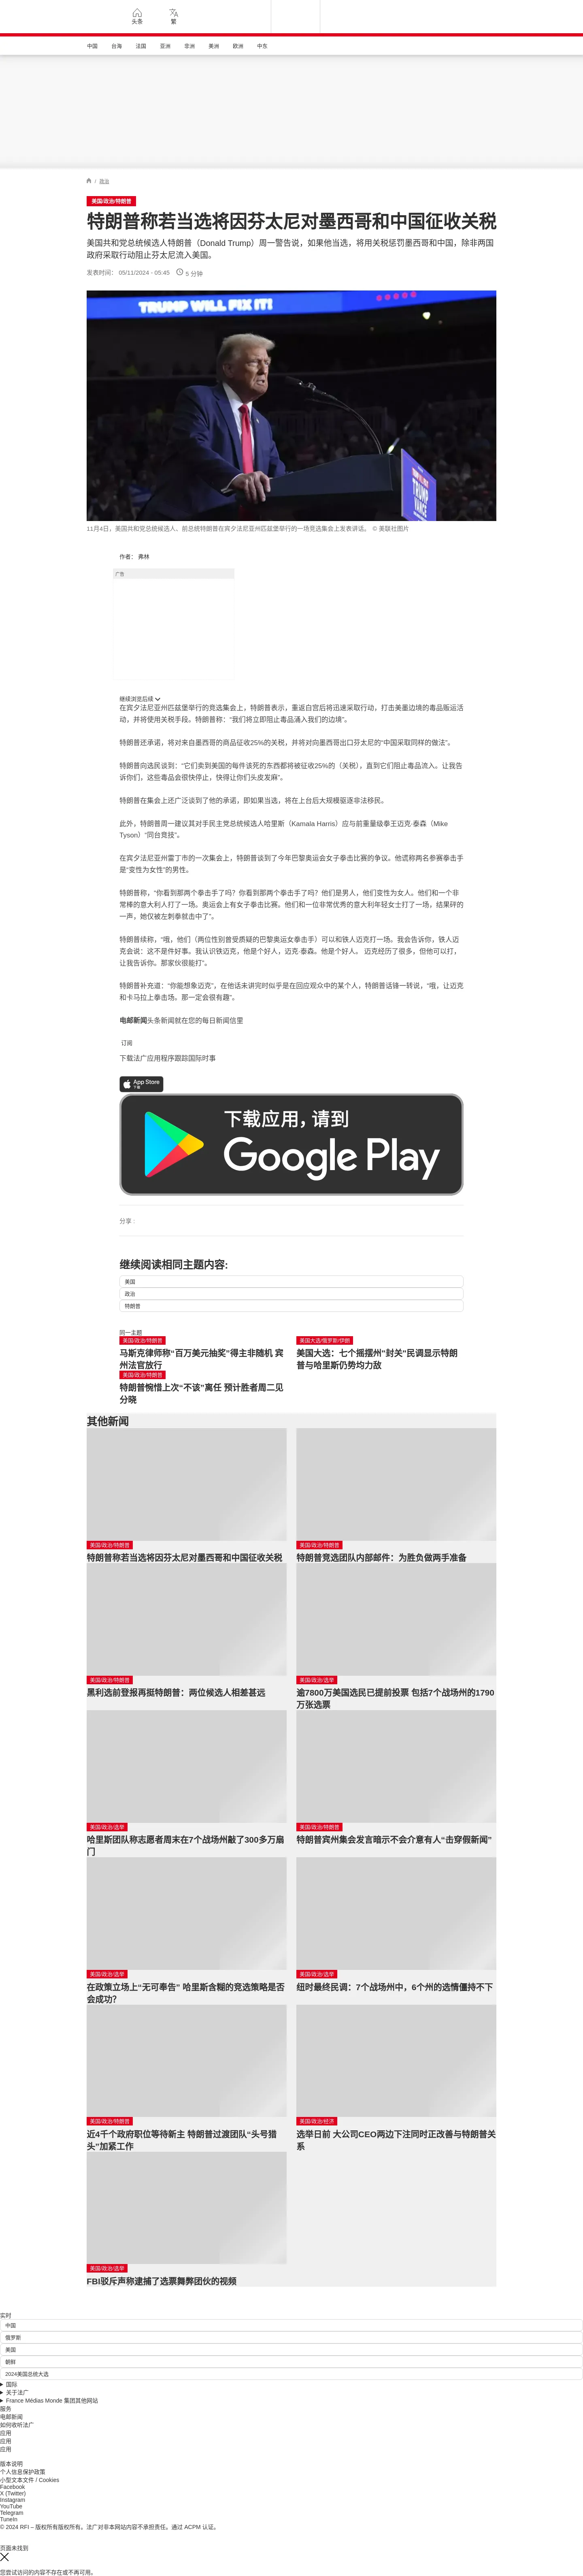 头条
繁
中国
台海
法国
亚洲
非洲
美洲
欧洲
中东
/ 政治
美国/政治/特朗普
特朗普称若当选将因芬太尼对墨西哥和中国征收关税
美国共和党总统候选人特朗普（Donald Trump）周一警告说，如果他当选，将用关税惩罚墨西哥和中国，除非两国
政府采取行动阻止芬太尼流入美国。
发表时间： 05/11/2024 - 05:45 5 分钟
TRUMP WILL FIX IT!
TRUMP
11月4日，美国共和党总统候选人、前总统特朗普在宾夕法尼亚州匹兹堡举行的一场竞选集会上发表讲话。 © 美联社图片
作者： 弗林
广告
继续浏览后续
在宾夕法尼亚州匹兹堡举行的竞选集会上，特朗普表示，重返白宫后将迅速采取行动，打击美墨边境的毒品贩运活
动，并将使用关税手段。特朗普称：“我们将立即阻止毒品涌入我们的边境”。
特朗普还承诺，将对来自墨西哥的商品征收25%的关税，并将对向墨西哥出口芬太尼的“中国采取同样的做法”。
特朗普向选民谈到：“它们卖到美国的每件该死的东西都将被征收25%的（关税），直到它们阻止毒品流入。让我告
诉你们，这些毒品会很快停止，快得让你们头皮发麻”。
特朗普在集会上还广泛谈到了他的承诺，即如果当选，将在上台后大规模驱逐非法移民。
此外，特朗普周一建议其对手民主党总统候选人哈里斯（Kamala Harris）应与前重量级拳王迈克·泰森（Mike
Tyson）“同台竞技”。
在宾夕法尼亚州雷丁市的一次集会上，特朗普谈到了今年巴黎奥运会女子拳击比赛的争议。他谎称两名参赛拳击手
是“变性为女性”的男性。
特朗普称，“你看到那两个拳击手了吗？你看到那两个拳击手了吗？他们是男人，他们变性为女人。他们和一个非
常棒的意大利人打了一场。奥运会上有女子拳击比赛。他们和一位非常优秀的意大利年轻女士打了一场，结果砰的
一声，她仅被左刺拳就击中了”。
特朗普续称，“哦，他们（两位性别曾受质疑的巴黎奥运女拳击手）可以和铁人迈克打一场。我会告诉你，铁人迈
克会说：这不是件好事。我认识铁迈克，他是个好人，迈克·泰森。他是个好人。 迈克经历了很多，但他可以打，
让我告诉你。那家伙很能打”。
特朗普补充道：“你能想象迈克”，在他话未讲完时似乎是在回应观众中的某个人，特朗普话锋一转说，“哦，让迈克
和卡马拉上拳击场。那一定会很有趣”。
电邮新闻头条新闻就在您的每日新闻信里
订阅
下载法广应用程序跟踪国际时事
App Store
下载
下载应用，请到
Google Play
分享 :
继续阅读相同主题内容:
美国
政治
特朗普
同一主题
美国/政治/特朗普
马斯克律师称“百万美元抽奖”得主非随机 宾
州法官放行
美国大选/俄罗斯/伊朗
美国大选：七个摇摆州"封关"民调显示特朗
普与哈里斯仍势均力敌
美国/政治/特朗普
特朗普惋惜上次“不该”离任 预计胜者周二见
分晓
其他新闻
美国/政治/特朗普
特朗普称若当选将因芬太尼对墨西哥和中国征收关税
美国/政治/特朗普
特朗普竞选团队内部邮件：为胜负做两手准备
美国/政治/特朗普
黑利选前登报再挺特朗普：两位候选人相差甚远
美国/政治/选举
逾7800万美国选民已提前投票 包括7个战场州的1790
万张选票
美国/政治/选举
哈里斯团队称志愿者周末在7个战场州敲了300多万扇
门
美国/政治/特朗普
特朗普宾州集会发言暗示不会介意有人“击穿假新闻”
美国/政治/选举
在政策立场上“无可奉告” 哈里斯含糊的竞选策略是否
会成功？
美国/政治/选举
纽时最终民调：7个战场州中，6个州的选情僵持不下
美国/政治/特朗普
近4千个政府职位等待新主 特朗普过渡团队“头号猎
头”加紧工作
美国/政治/经济
选举日前 大公司CEO两边下注同时正改善与特朗普关
系
美国/政治/选举
FBI驳斥声称逮捕了选票舞弊团伙的视频
实时
中国
俄罗斯
美国
朝鲜
2024美国总统大选
国际
关于法广
France Médias Monde 集团其他网站
服务
电邮新闻
如何收听法广
应用
应用
应用
版本说明
个人信息保护政策
小型文本文件 / Cookies
Facebook
X (Twitter)
Instagram
YouTube
Telegram
TuneIn
© 2024 RFI – 版权所有版权所有。法广对非本网站内容不承担责任。通过 ACPM 认证。
页面未找到
您尝试访问的内容不存在或不再可用。